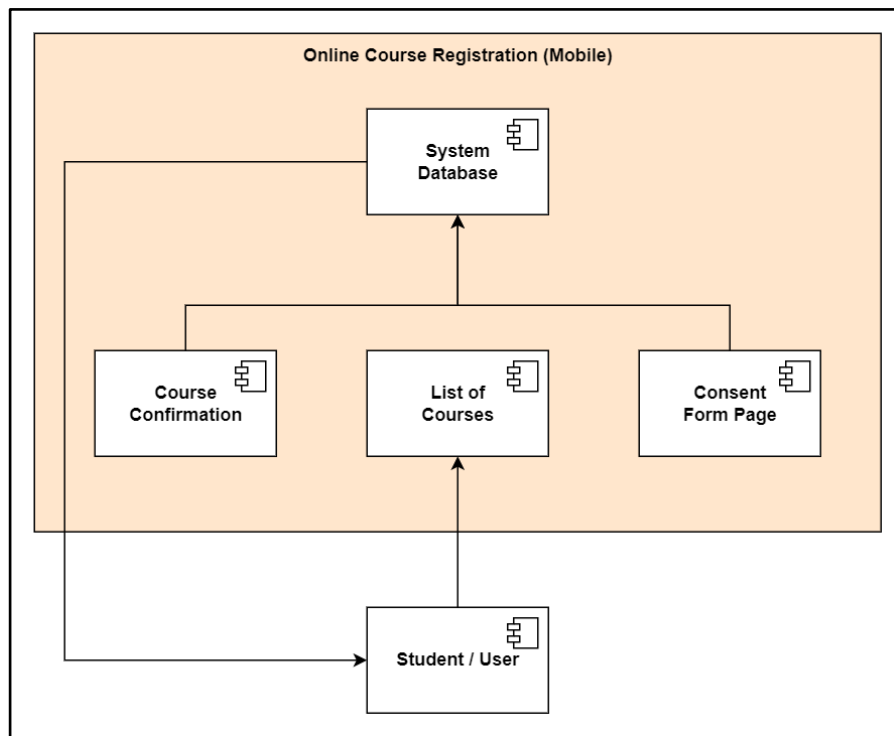 Online Course Registration (Mobile)
System
Database
Course
Confirmation
List of
Courses
Consent
Form Page
Student / User